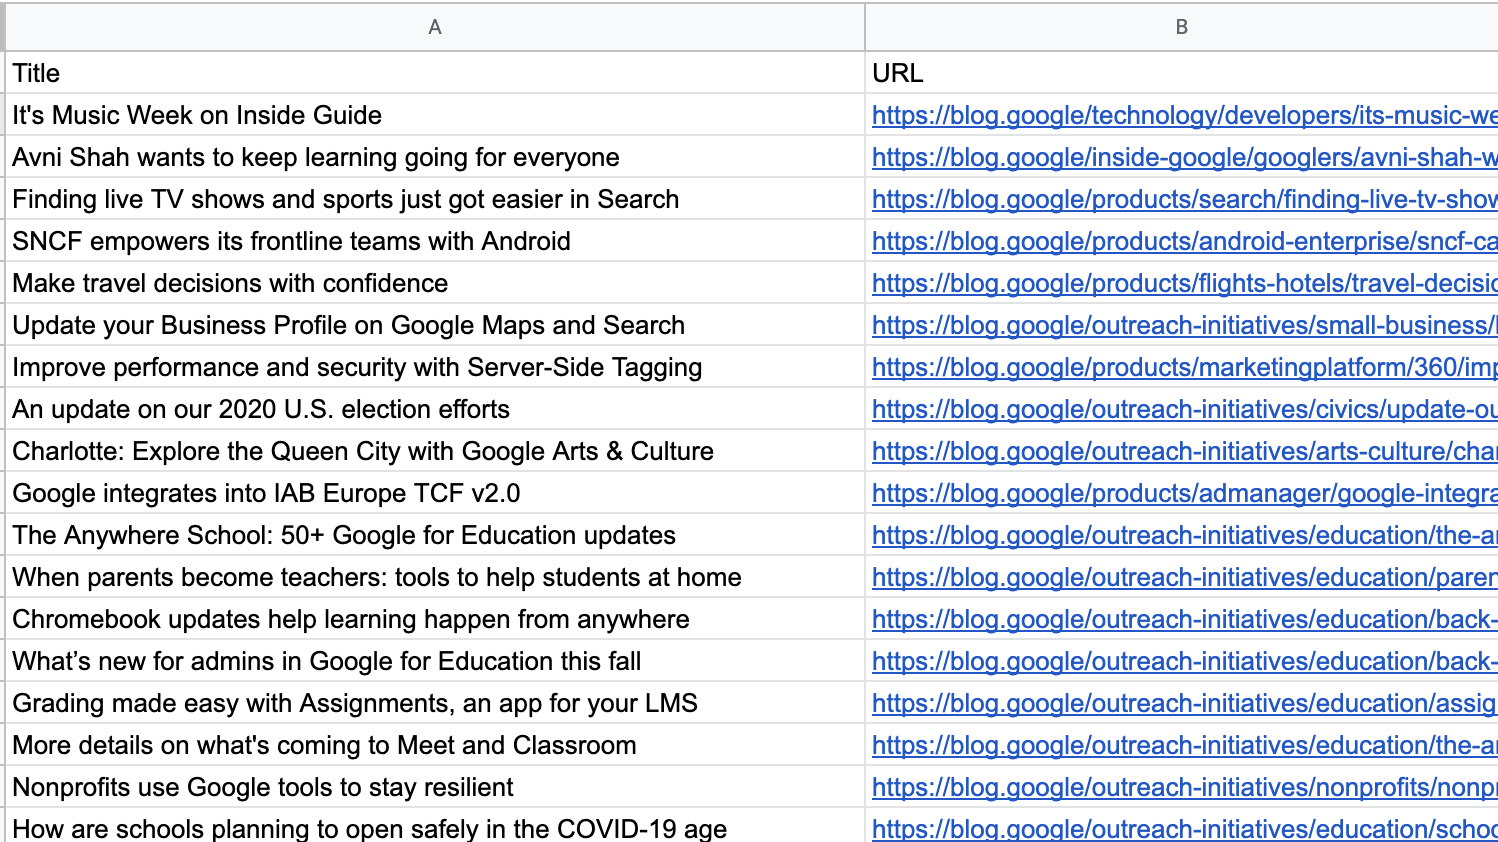 A B
Title URL
It's Music Week on Inside Guide https://blog.google/technology/developers/its-music-we
Avni Shah wants to keep learning going for everyone https://blog.google/inside-google/googlers/avni-shah-w
Finding live TV shows and sports just got easier in Search https://blog.google/products/search/finding-live-tv-show
SNCF empowers its frontline teams with Android https://blog.google/products/android-enterprise/sncf-ca
Make travel decisions with confidence https://blog.google/products/flights-hotels/travel-decisio
Update your Business Profile on Google Maps and Search https://blog.google/outreach-initiatives/small-business/
Improve performance and security with Server-Side Tagging https://blog.google/products/marketingplatform/360/imp
An update on our 2020 U.S. election efforts https://blog.google/outreach-initiatives/civics/update-ou
Charlotte: Explore the Queen City with Google Arts & Culture https://blog.google/outreach-initiatives/arts-culture/char
Google integrates into IAB Europe TCF v2.0 https://blog.google/products/admanager/google-integra
The Anywhere School: 50+ Google for Education updates https://blog.google/outreach-initiatives/education/the-a
When parents become teachers: tools to help students at home https://blog.google/outreach-initiatives/education/paren
Chromebook updates help learning happen from anywhere https://blog.google/outreach-initiatives/education/back-
What’s new for admins in Google for Education this fall https://blog.google/outreach-initiatives/education/back-
Grading made easy with Assignments, an app for your LMS https://blog.google/outreach-initiatives/education/assig
More details on what's coming to Meet and Classroom https://blog.google/outreach-initiatives/education/the-a
Nonprofits use Google tools to stay resilient https://blog.google/outreach-initiatives/nonprofits/nonp
How are schools planning to open safely in the COVID-19 age https://blog.google/outreach-initiatives/education/schoo